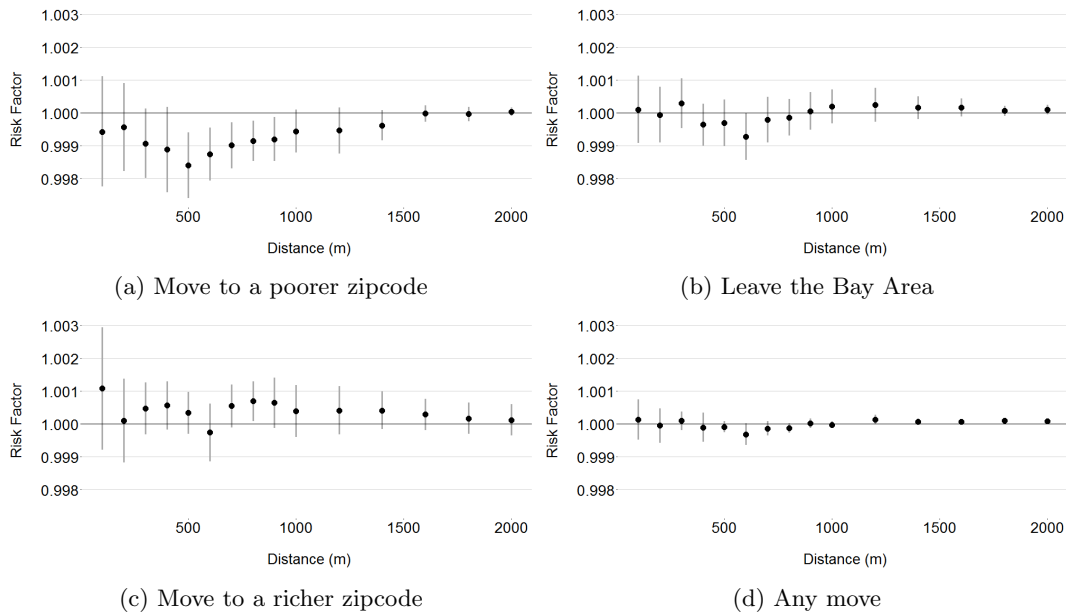 1.003
1.002
1.001
1.000
0.999
0.998
Risk Factor
500 1000 1500 2000
Distance (m)
(a) Move to a poorer zipcode
1.003
1.002
1.001
1.000
0.999
0.998
Risk Factor
500 1000 1500 2000
Distance (m)
(b) Leave the Bay Area
1.003
1.002
1.001
1.000
0.999
0.998
Risk Factor
500 1000 1500 2000
Distance (m)
(c) Move to a richer zipcode
1.003
1.002
1.001
1.000
0.999
0.998
Risk Factor
500 1000 1500 2000
Distance (m)
(d) Any move